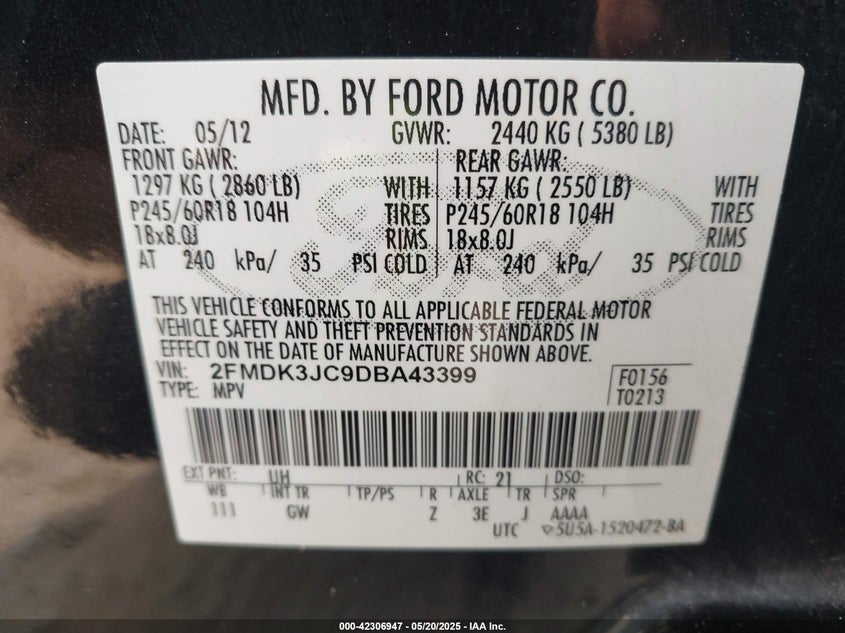 MFD. BY FORD MOTOR CO.
DATE: 05/12 GVWR: 2440 KG ( 5380 LB)
FRONT GAWR: REAR GAWR:
1297 KG ( 2860 LB) WITH 1157 KG ( 2550 LB) WITH
P245/60R18 104H TIRES P245/60R18 104H TIRES
18x8.0J RIMS 18x8.0J RIMS
AT 240 kPa/ 35 PSI COLD AT 240 kPa/ 35 PSI COLD
THIS VEHICLE CONFORMS TO ALL APPLICABLE FEDERAL MOTOR
VEHICLE SAFETY AND THEFT PREVENTION STANDARDS IN
EFFECT ON THE DATE OF MANUFACTURE SHOWN ABOVE.
VIN: 2FMDK3JC9DBA43399 F0156
TYPE: MPV T0213
EXT PNT: UH RC: 21 DSO:
WB INT TR TP/PS R AXLE TR SPR
111 GW Z 3E J AAAA
UTC ▽5U5A-1520472-BA
000-42306947 — 05/20/2025 — IAA Inc.